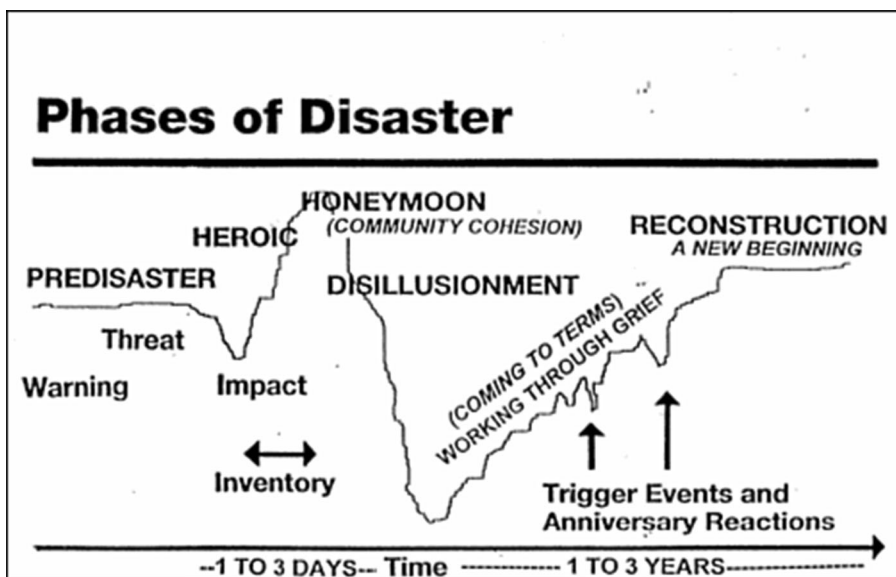 Phases of Disaster
HONEYMOON
(COMMUNITY COHESION)
HEROIC
RECONSTRUCTION
A NEW BEGINNING
PREDISASTER
DISILLUSIONMENT
Threat
Warning
Impact
(COMING TO TERMS)
WORKING THROUGH GRIEF
Inventory
Trigger Events and
Anniversary Reactions
--1 TO 3 DAYS-- Time ------------ 1 TO 3 YEARS----------------